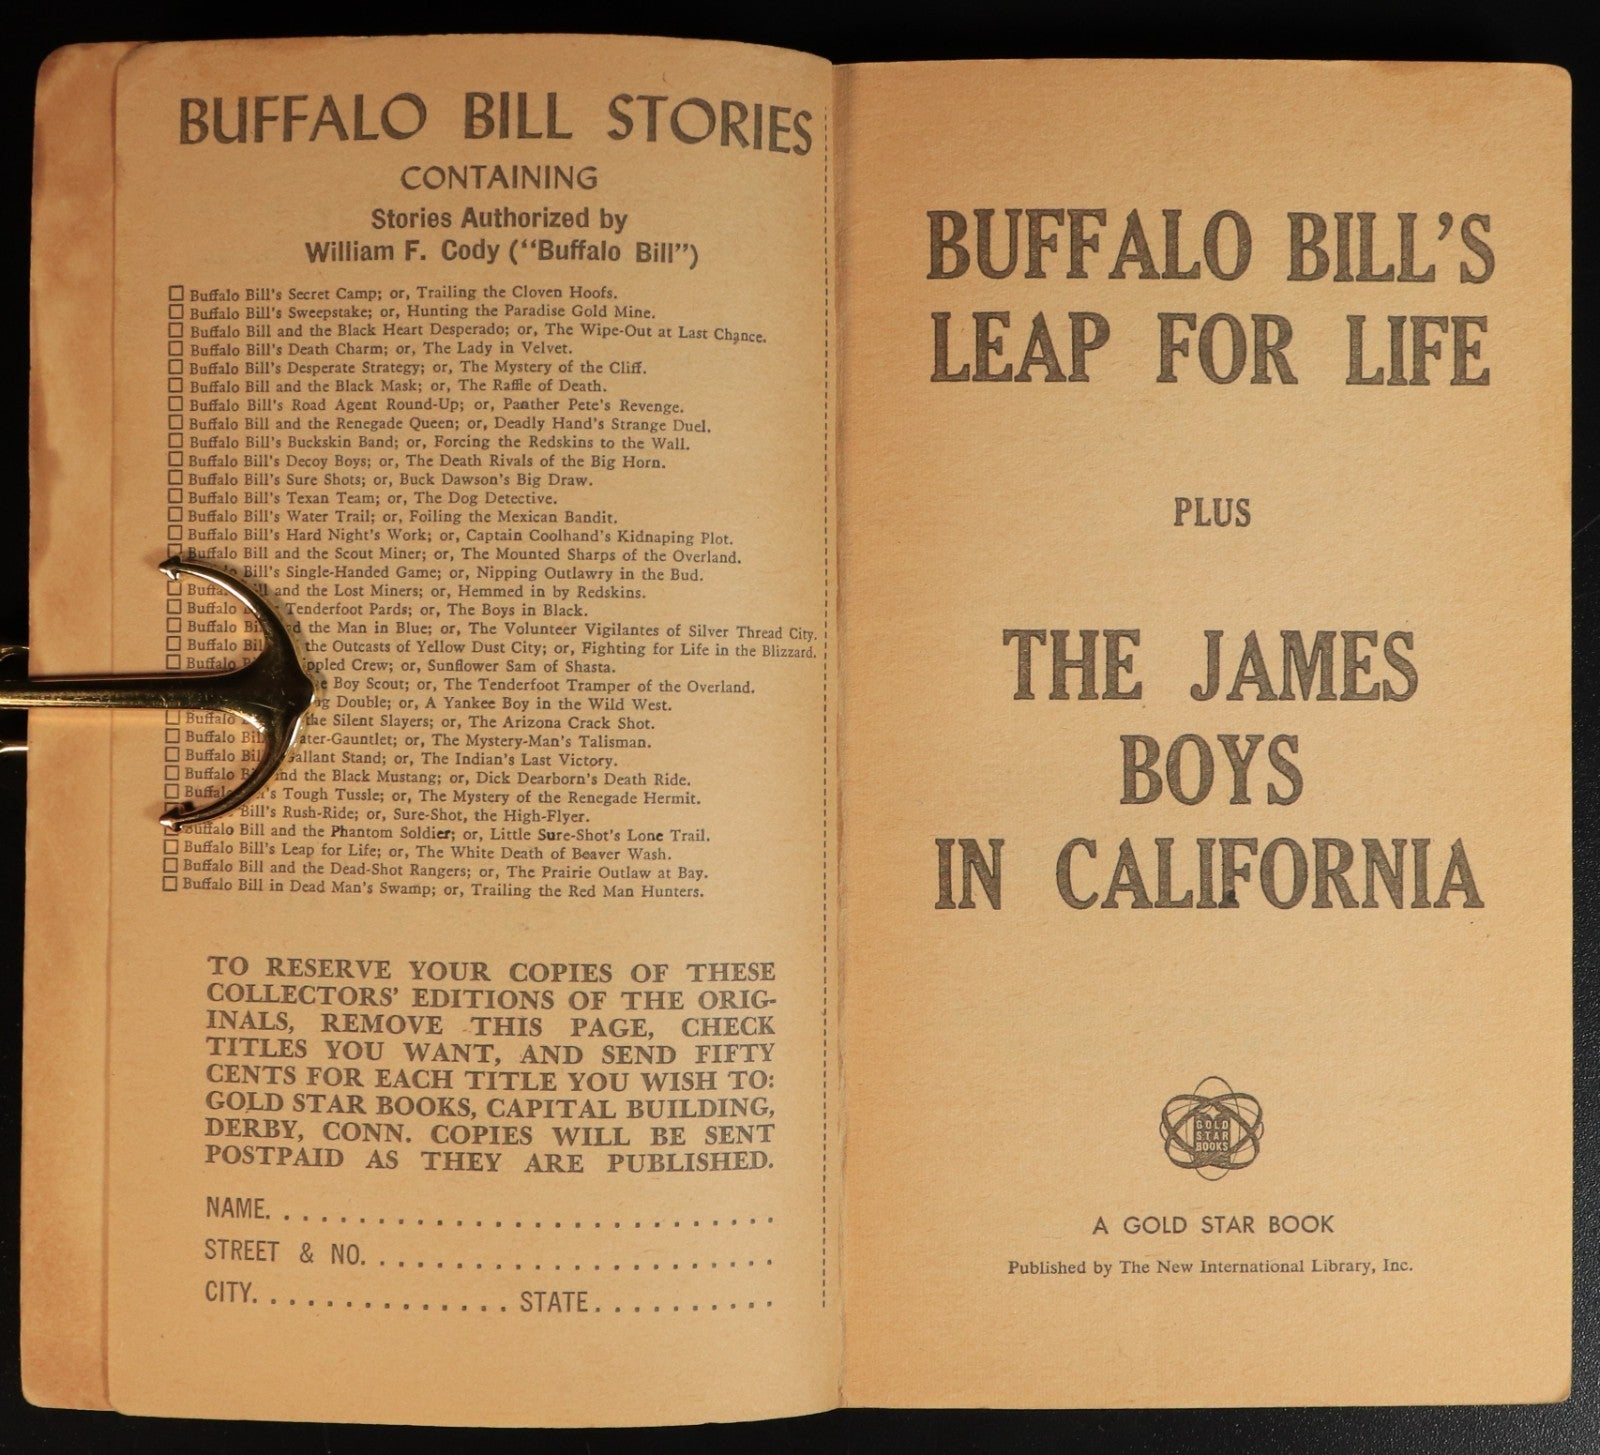 BUFFALO BILL STORIES
CONTAINING
Stories Authorized by
William F. Cody ("Buffalo Bill")
Buffalo Bill's Secret Camp; or, Trailing the Cloven Hoofs.
Buffalo Bill's Sweepstake; or, Hunting the Paradise Gold Mine.
Buffalo Bill and the Black Heart Desperado; or, The Wipe-Out at Last Chance.
Buffalo Bill's Death Charm; or, The Lady in Velvet.
Buffalo Bill's Desperate Strategy; or, The Mystery of the Cliff.
Buffalo Bill and the Black Mask; or, The Raffle of Death.
Buffalo Bill's Road Agent Round-Up; or, Panther Pete's Revenge.
Buffalo Bill and the Renegade Queen; or, Deadly Hand's Strange Duel.
Buffalo Bill's Buckskin Band; or, Forcing the Redskins to the Wall.
Buffalo Bill's Decoy Boys; or, The Death Rivals of the Big Horn.
Buffalo Bill's Sure Shots; or, Buck Dawson's Big Draw.
Buffalo Bill's Texan Team; or, The Dog Detective.
Buffalo Bill's Water Trail; or, Foiling the Mexican Bandit.
Buffalo Bill's Hard Night's Work; or, Captain Coolhand's Kidnaping Plot.
Buffalo Bill and the Scout Miner; or, The Mounted Sharps of the Overland.
Bill's Single-Handed Game; or, Nipping Outlawry in the Bud.
Buffalo Bill and the Lost Miners; or, Hemmed in by Redskins.
Buffalo Tenderfoot Pards; or, The Boys in Black.
Buffalo Bill and the Man in Blue; or, The Volunteer Vigilantes of Silver Thread City.
Buffalo Bill the Outcasts of Yellow Dust City; or, Fighting for Life in the Blizzard.
Buffalo Crew; or, Sunflower Sam of Shasta.
Boy Scout; or, The Tenderfoot Tramper of the Overland.
Double; or, A Yankee Boy in the Wild West.
Buffalo the Silent Slayers; or, The Arizona Crack Shot.
Buffalo Bill ater-Gauntlet; or, The Mystery-Man's Talisman.
Buffalo Bill Gallant Stand; or, The Indian's Last Victory.
Buffalo Bill and the Black Mustang; or, Dick Dearborn's Death Ride.
Buffalo Tough Tussle; or, The Mystery of the Renegade Hermit.
Bill's Rush-Ride; or, Sure-Shot, the High-Flyer.
Buffalo Bill and the Phantom Soldier; or, Little Sure-Shot's Lone Trail.
Buffalo Bill's Leap for Life; or, The White Death of Beaver Wash.
Buffalo Bill and the Dead-Shot Rangers; or, The Prairie Outlaw at Bay.
Buffalo Bill in Dead Man's Swamp; or, Trailing the Red Man Hunters.
TO RESERVE YOUR COPIES OF THESE
COLLECTORS' EDITIONS OF THE ORIG-
INALS, REMOVE THIS PAGE, CHECK
TITLES YOU WANT, AND SEND FIFTY
CENTS FOR EACH TITLE YOU WISH TO:
GOLD STAR BOOKS, CAPITAL BUILDING,
DERBY, CONN. COPIES WILL BE SENT
POSTPAID AS THEY ARE PUBLISHED.
NAME. . . . . . . . . . . . . . . . . . . . . . . . . . . .
STREET & NO. . . . . . . . . . . . . . . . . . . . . .
CITY. . . . . . . . . . . . . . . STATE. . . . . . . . . .
BUFFALO BILL'S
LEAP FOR LIFE
PLUS
THE JAMES
BOYS
IN CALIFORNIA
GOLD
STAR
BOOKS
A GOLD STAR BOOK
Published by The New International Library, Inc.